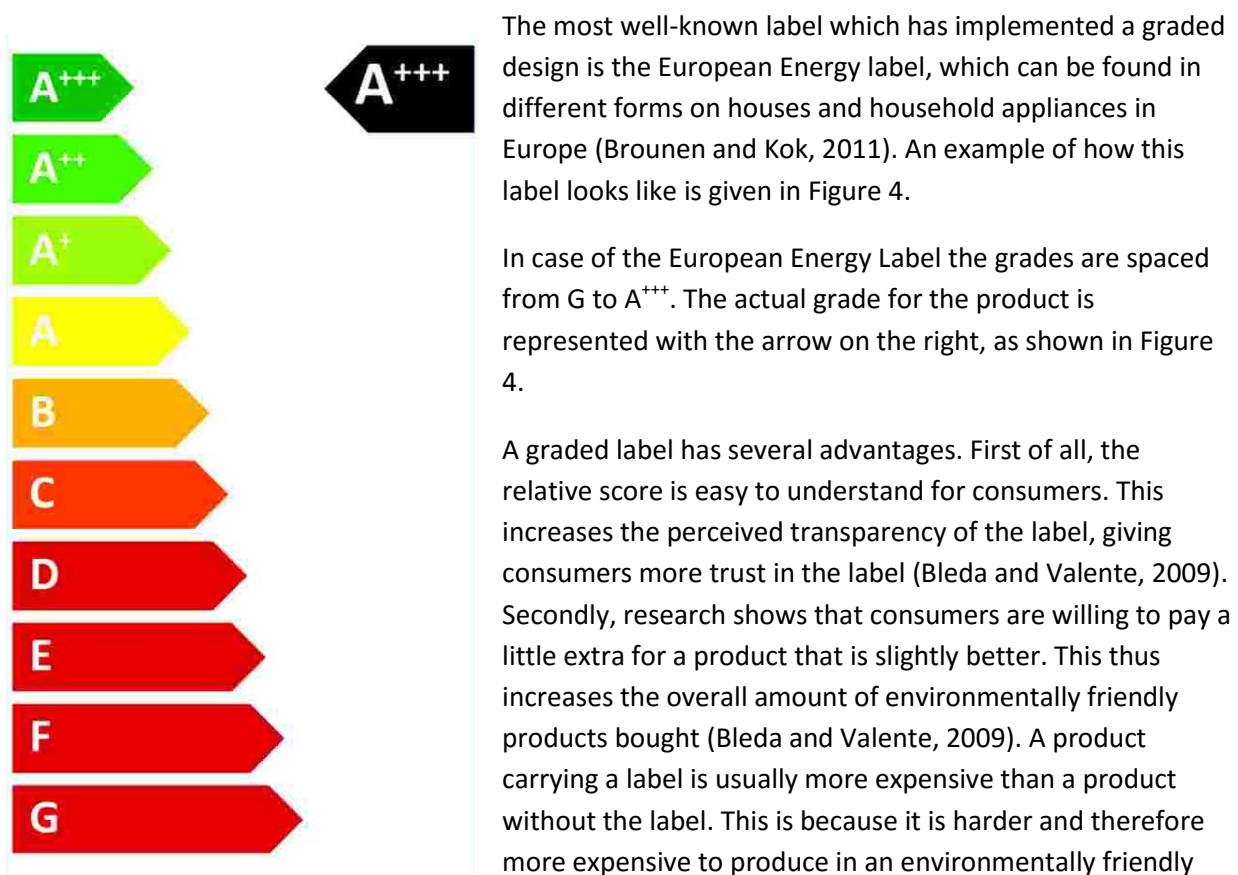 A+++
A++
A+
A
B
C
D
E
F
G
A+++
The most well-known label which has implemented a graded
design is the European Energy label, which can be found in
different forms on houses and household appliances in
Europe (Brounen and Kok, 2011). An example of how this
label looks like is given in Figure 4.
In case of the European Energy Label the grades are spaced
from G to A+++. The actual grade for the product is
represented with the arrow on the right, as shown in Figure
4.
A graded label has several advantages. First of all, the
relative score is easy to understand for consumers. This
increases the perceived transparency of the label, giving
consumers more trust in the label (Bleda and Valente, 2009).
Secondly, research shows that consumers are willing to pay a
little extra for a product that is slightly better. This thus
increases the overall amount of environmentally friendly
products bought (Bleda and Valente, 2009). A product
carrying a label is usually more expensive than a product
without the label. This is because it is harder and therefore
more expensive to produce in an environmentally friendly